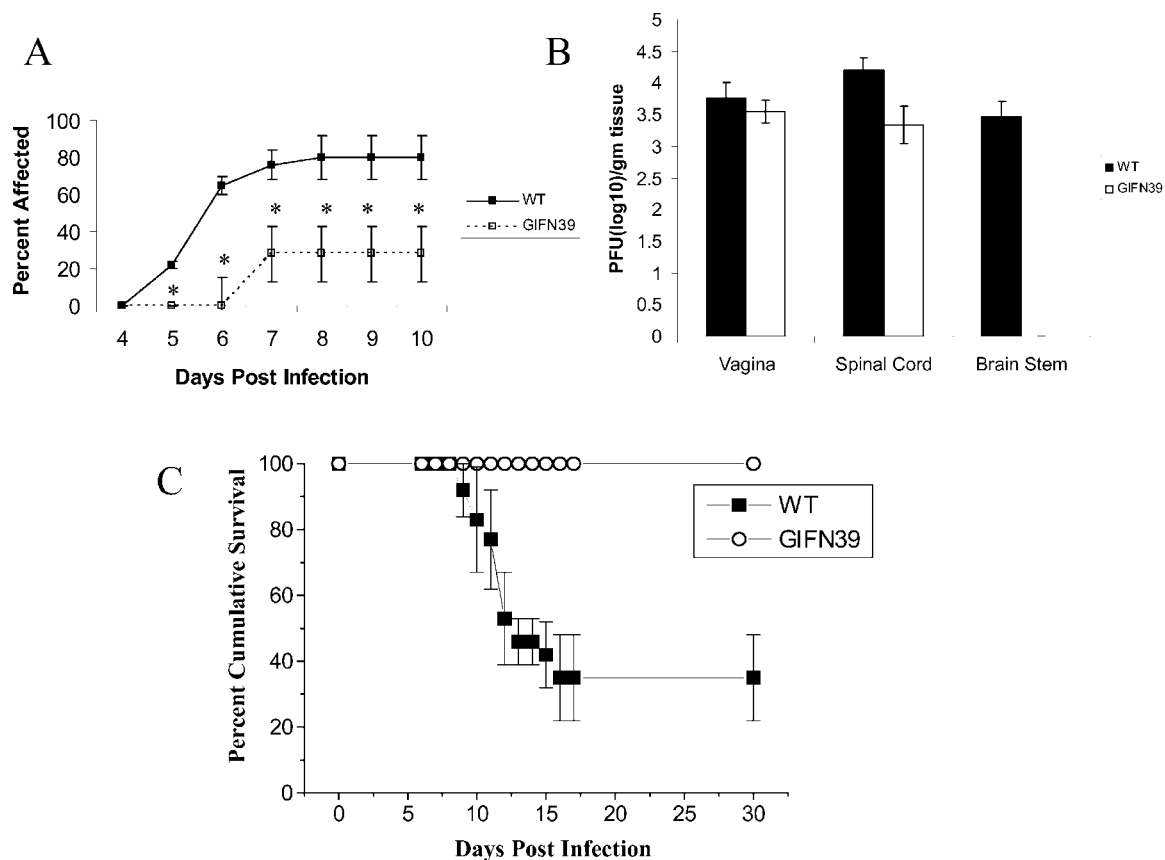 A
100
80
60
40
20
0
Percent Affected
4 5 6 7 8 9 10
Days Post Infection
* * * * * *
WT
GIFN39
B
5
4.5
4
3.5
3
2.5
2
1.5
1
0.5
0
PFU(log10)/gm tissue
Vagina Spinal Cord Brain Stem
WT
GIFN39
C
100
80
60
40
20
0
Percent Cumulative Survival
0 5 10 15 20 25 30
Days Post Infection
WT
GIFN39